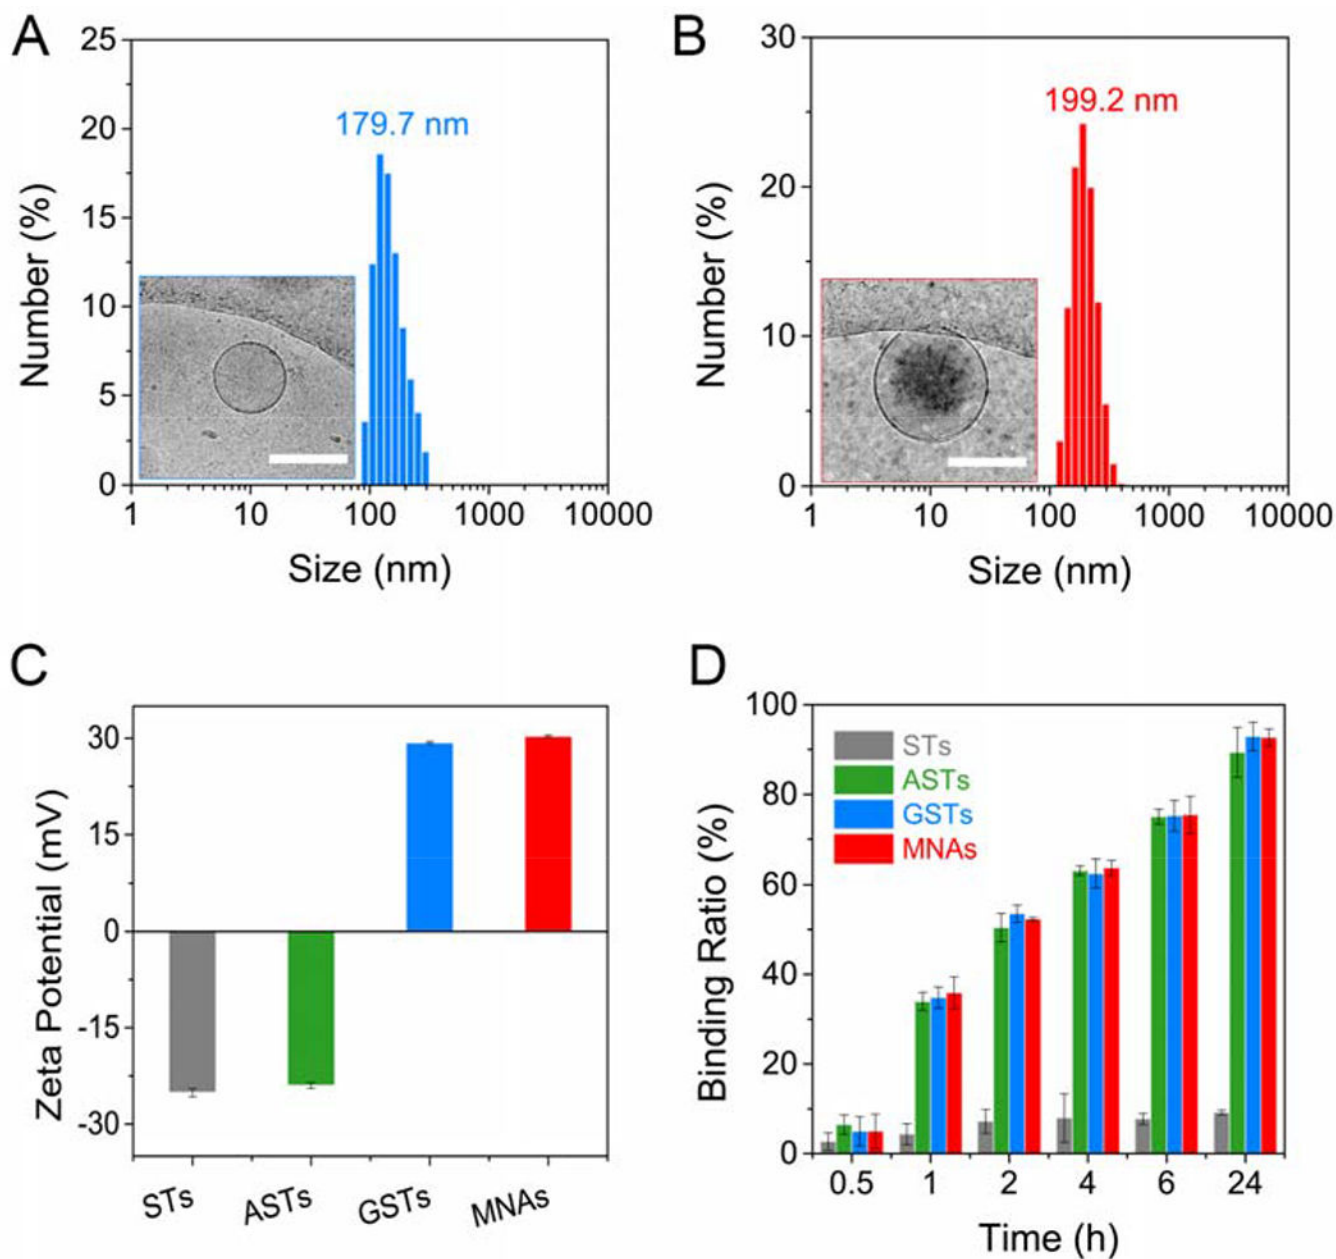 A
25
20
15
10
5
0
Number (%)
179.7 nm
1
10
100
1000
10000
Size (nm)
B
30
20
10
0
Number (%)
199.2 nm
1
10
100
1000
10000
Size (nm)
C
30
15
0
-15
-30
Zeta Potential (mV)
STs
ASTs
GSTs
MNAs
D
100
80
60
40
20
0
Binding Ratio (%)
STs
ASTs
GSTs
MNAs
0.5
1
2
4
6
24
Time (h)